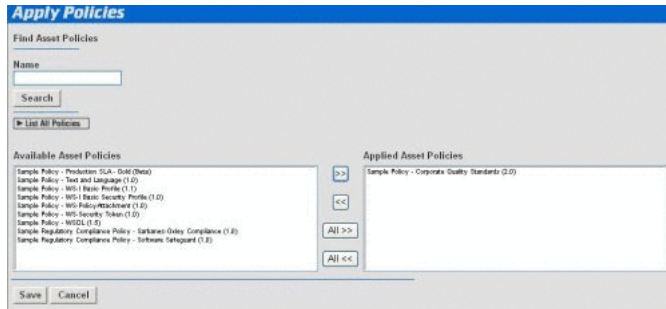 Apply Policies
Find Asset Policies
Name
Search
List All Policies
Available Asset Policies
Sample Policy - Production SLA - Gold (Beta)
Sample Policy - Text and Language (1.0)
Sample Policy - WS-I Basic Profile (1.1)
Sample Policy - WS-I Basic Security Profile (1.0)
Sample Policy - WS-PolicyAttachment (1.0)
Sample Policy - WS-Security Token (1.0)
Sample Policy - WSDL (1.5)
Sample Regulatory Compliance Policy - Sarbanes-Oxley Compliance (1.0)
Sample Regulatory Compliance Policy - Software Safeguard (1.0)
>>
<<
All >>
All <<
Applied Asset Policies
Sample Policy - Corporate Quality Standards (2.0)
Save Cancel